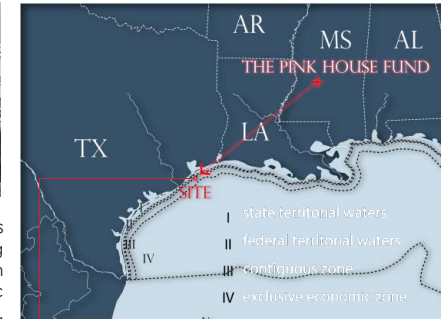 AR
MS
AL
THE PINK HOUSE FUND
LA
TX
SITE
I state territorial waters
II federal territorial waters
III contiguous zone
IV exclusive economic zone
II
III
IV